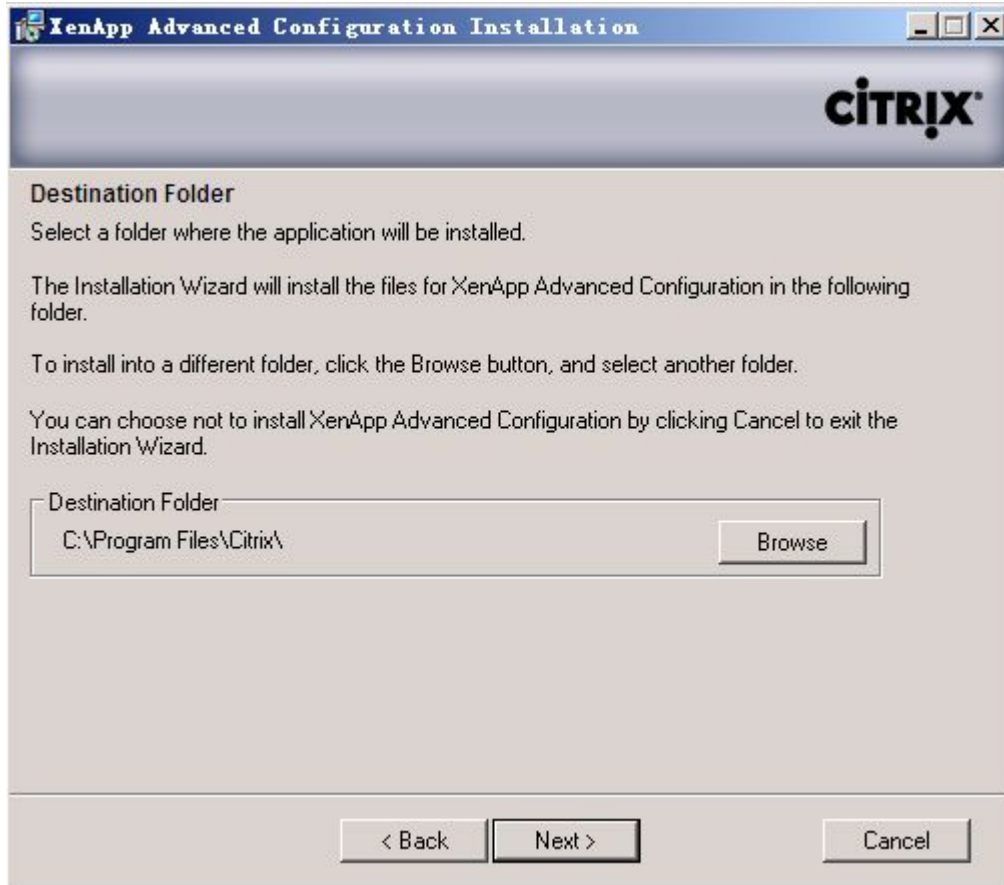 XenApp Advanced Configuration Installation
CİTRIX
Destination Folder
Select a folder where the application will be installed.
The Installation Wizard will install the files for XenApp Advanced Configuration in the following
folder.
To install into a different folder, click the Browse button, and select another folder.
You can choose not to install XenApp Advanced Configuration by clicking Cancel to exit the
Installation Wizard.
Destination Folder
C:\Program Files\Citrix\
Browse
< Back
Next >
Cancel